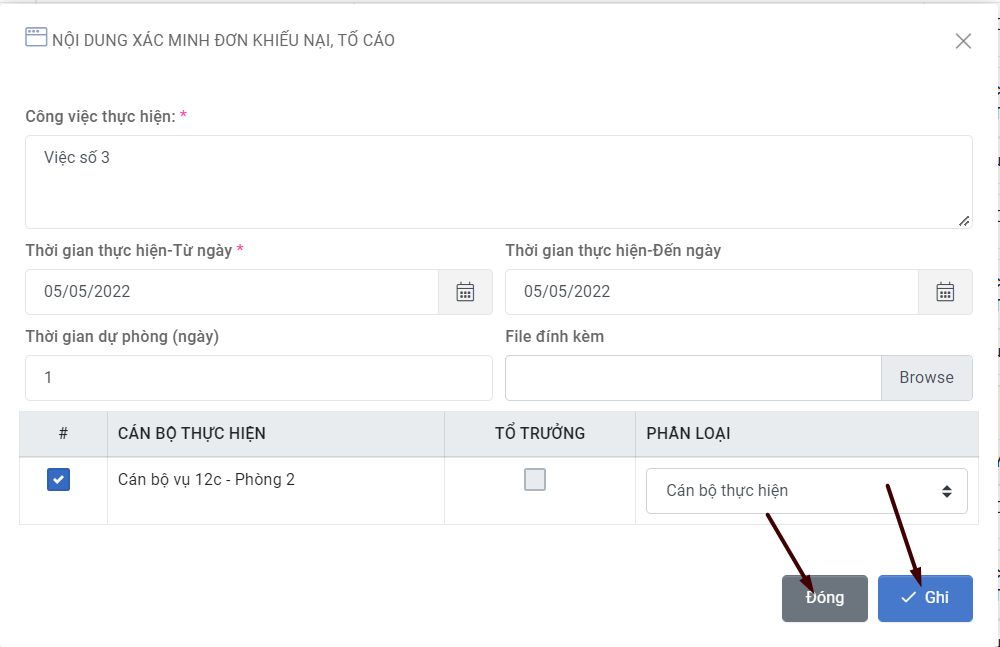 NỘI DUNG XÁC MINH ĐƠN KHIẾU NẠI, TỐ CÁO
Công việc thực hiện: *
Việc số 3
Thời gian thực hiện-Từ ngày * Thời gian thực hiện-Đến ngày
05/05/2022 05/05/2022
Thời gian dự phòng (ngày) File đính kèm
1 Browse
# CÁN BỘ THỰC HIỆN TỔ TRƯỞNG PHÂN LOẠI
Cán bộ vụ 12c - Phòng 2 Cán bộ thực hiện
Đóng Ghi